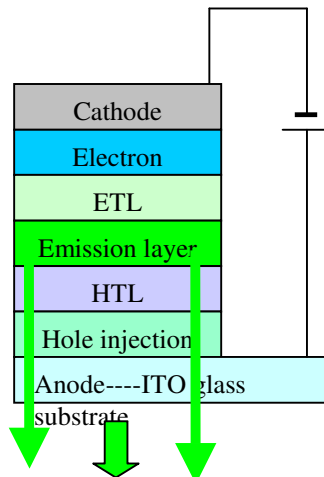 Cathode
Electron
ETL
Emission layer
HTL
Hole injection
Anode----ITO glass
substrate